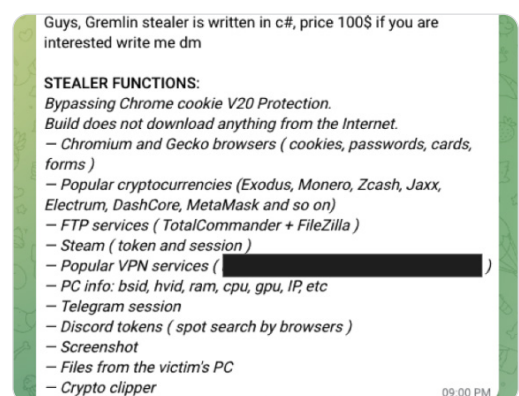 Guys, Gremlin stealer is written in c#, price 100$ if you are
interested write me dm
STEALER FUNCTIONS:
Bypassing Chrome cookie V20 Protection.
Build does not download anything from the Internet.
— Chromium and Gecko browsers ( cookies, passwords, cards,
forms )
— Popular cryptocurrencies (Exodus, Monero, Zcash, Jaxx,
Electrum, DashCore, MetaMask and so on)
— FTP services ( TotalCommander + FileZilla )
— Steam ( token and session )
— Popular VPN services ( )
— PC info: bsid, hvid, ram, cpu, gpu, IP, etc
— Telegram session
— Discord tokens ( spot search by browsers )
— Screenshot
— Files from the victim's PC
— Crypto clipper
09:00 PM